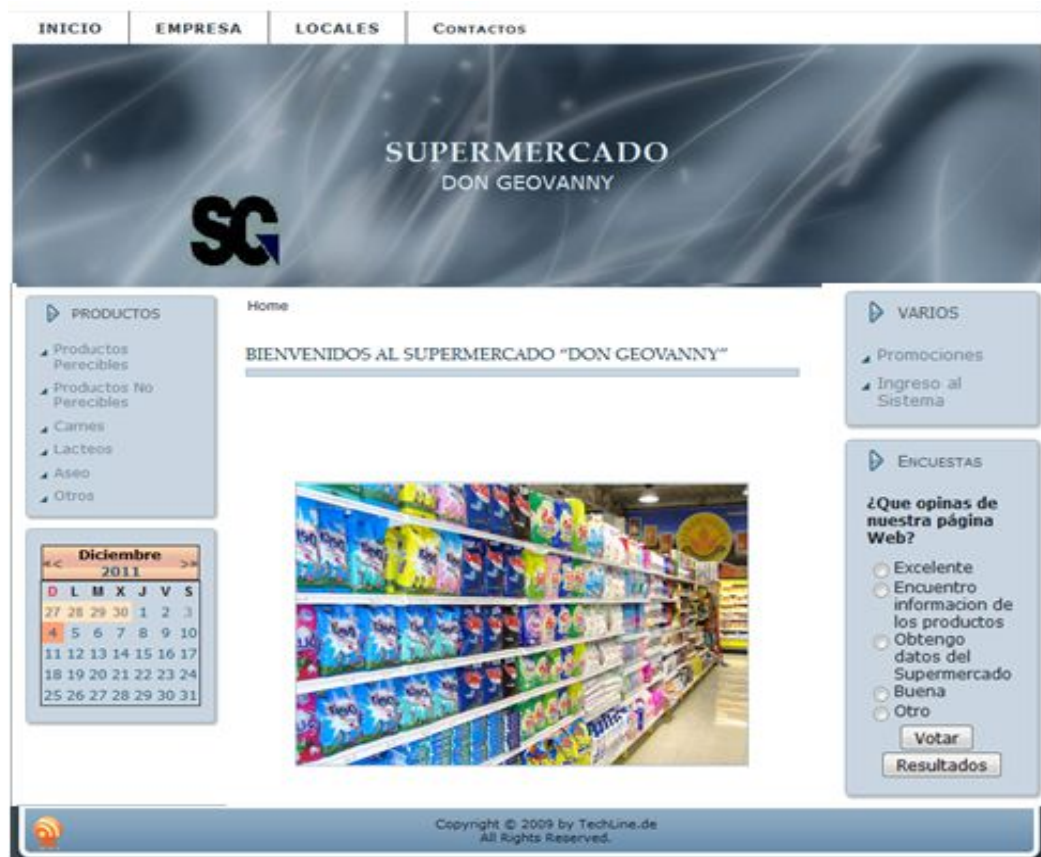 INICIO
EMPRESA
LOCALES
CONTACTOS
SUPERMERCADO
DON GEOVANNY
SG
PRODUCTOS
Productos
Perecibles
Productos No
Perecibles
Carnes
Lacteos
Aseo
Otros
<< Diciembre >>
2011
D L M X J V S
27 28 29 30 1 2 3
4 5 6 7 8 9 10
11 12 13 14 15 16 17
18 19 20 21 22 23 24
25 26 27 28 29 30 31
Home
BIENVENIDOS AL SUPERMERCADO "DON GEOVANNY"
VARIOS
Promociones
Ingreso al
Sistema
ENCUESTAS
¿Que opinas de
nuestra página
Web?
Excelente
Encuentro
informacion de
los productos
Obtengo
datos del
Supermercado
Buena
Otro
Votar
Resultados
Copyright © 2009 by TechLine.de
All Rights Reserved.